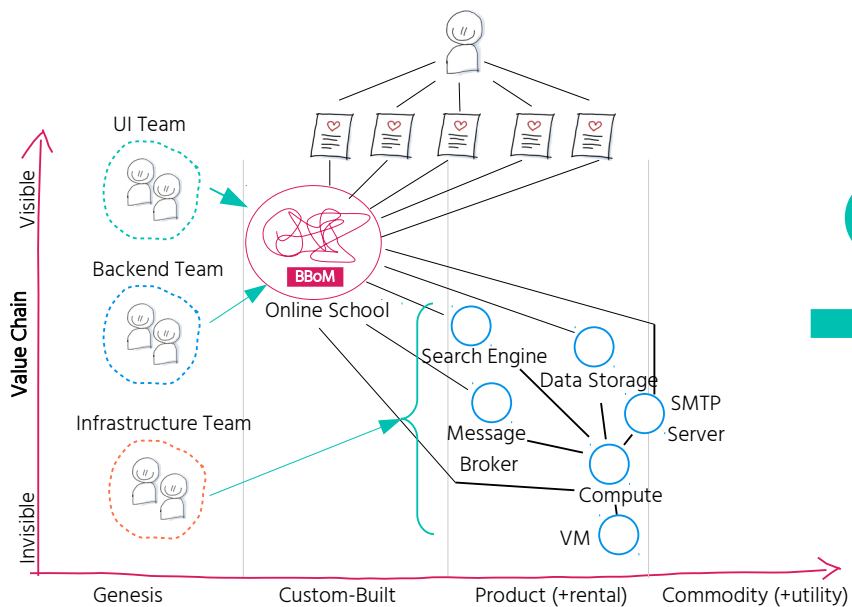 UI Team
Visible
Backend Team
BBoM
Online School
Value Chain
Search Engine
Data Storage
SMTP
Server
Infrastructure Team
Message
Broker
Compute
VM
Invisible
Genesis
Custom-Built
Product (+rental)
Commodity (+utility)